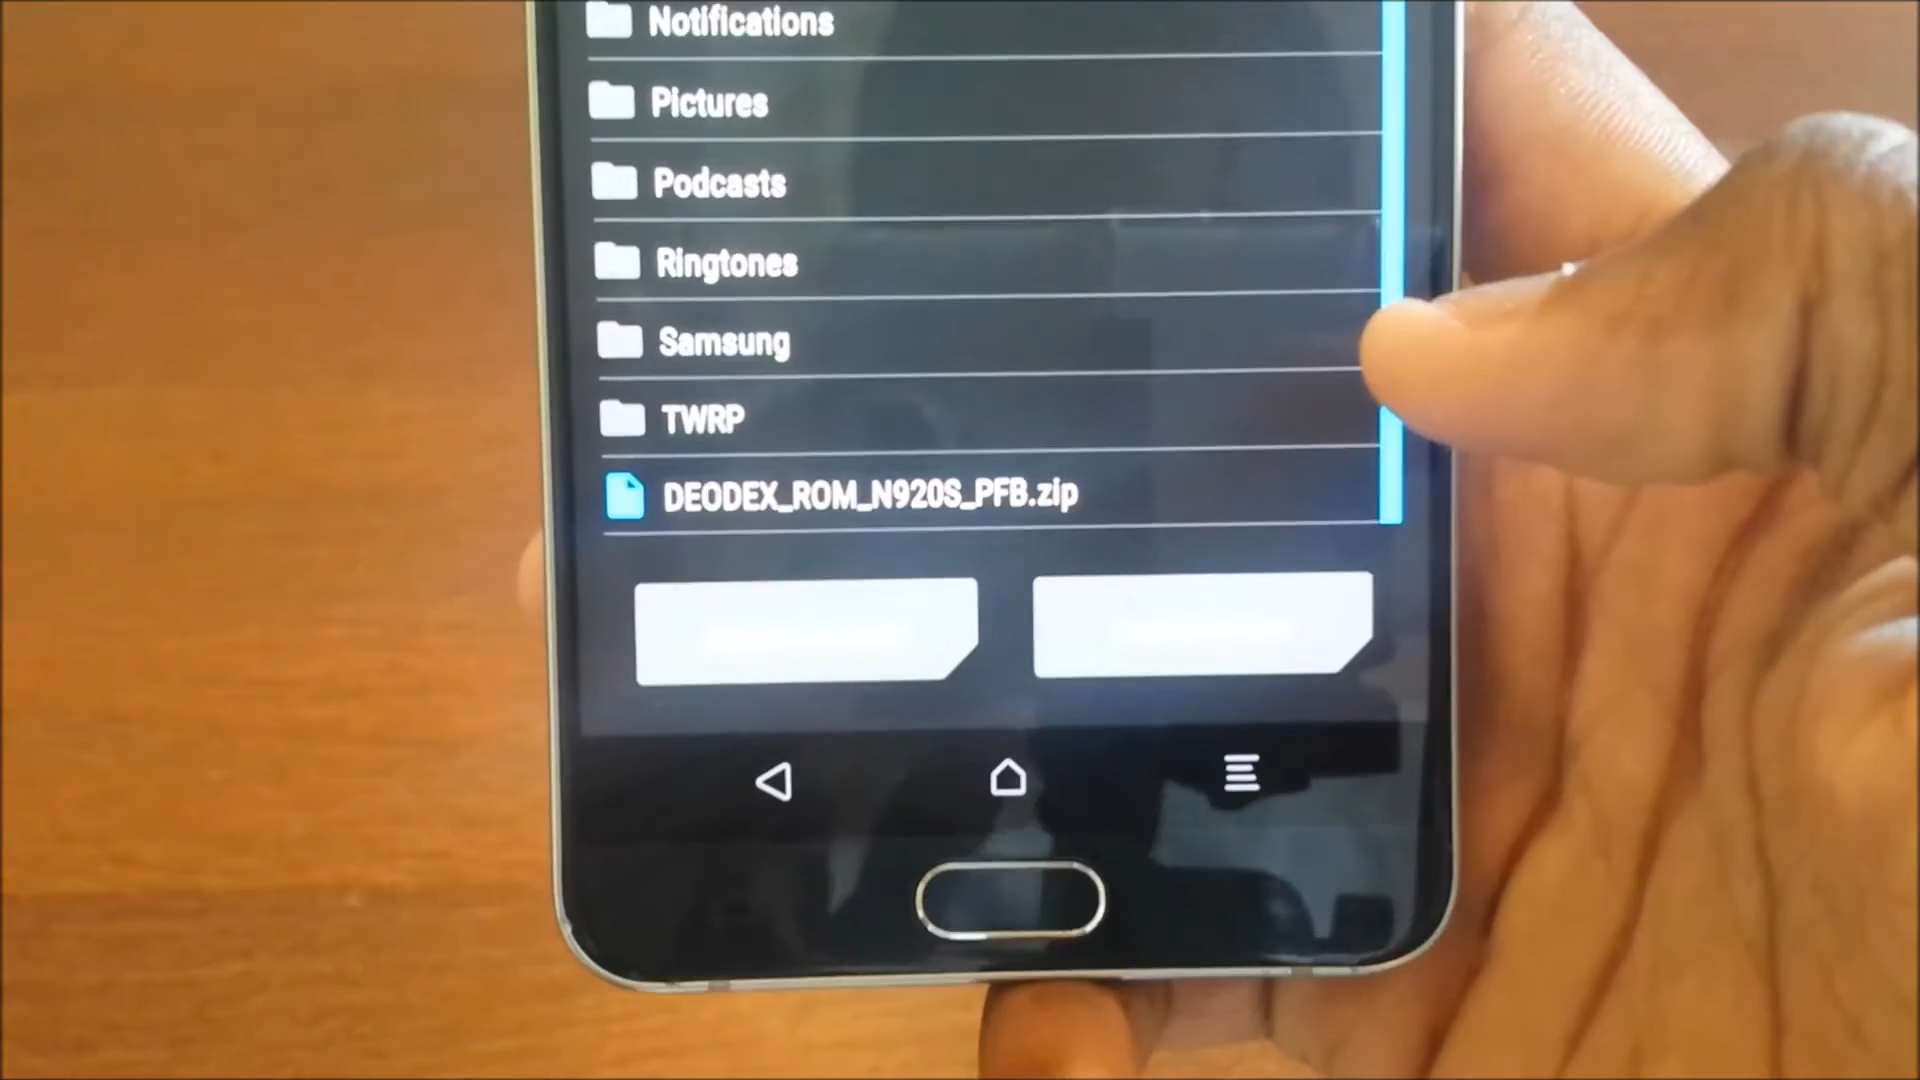 Notifications
Pictures
Podcasts
Ringtones
Samsung
TWRP
DEODEX_ROM_N920S_PFB.zip